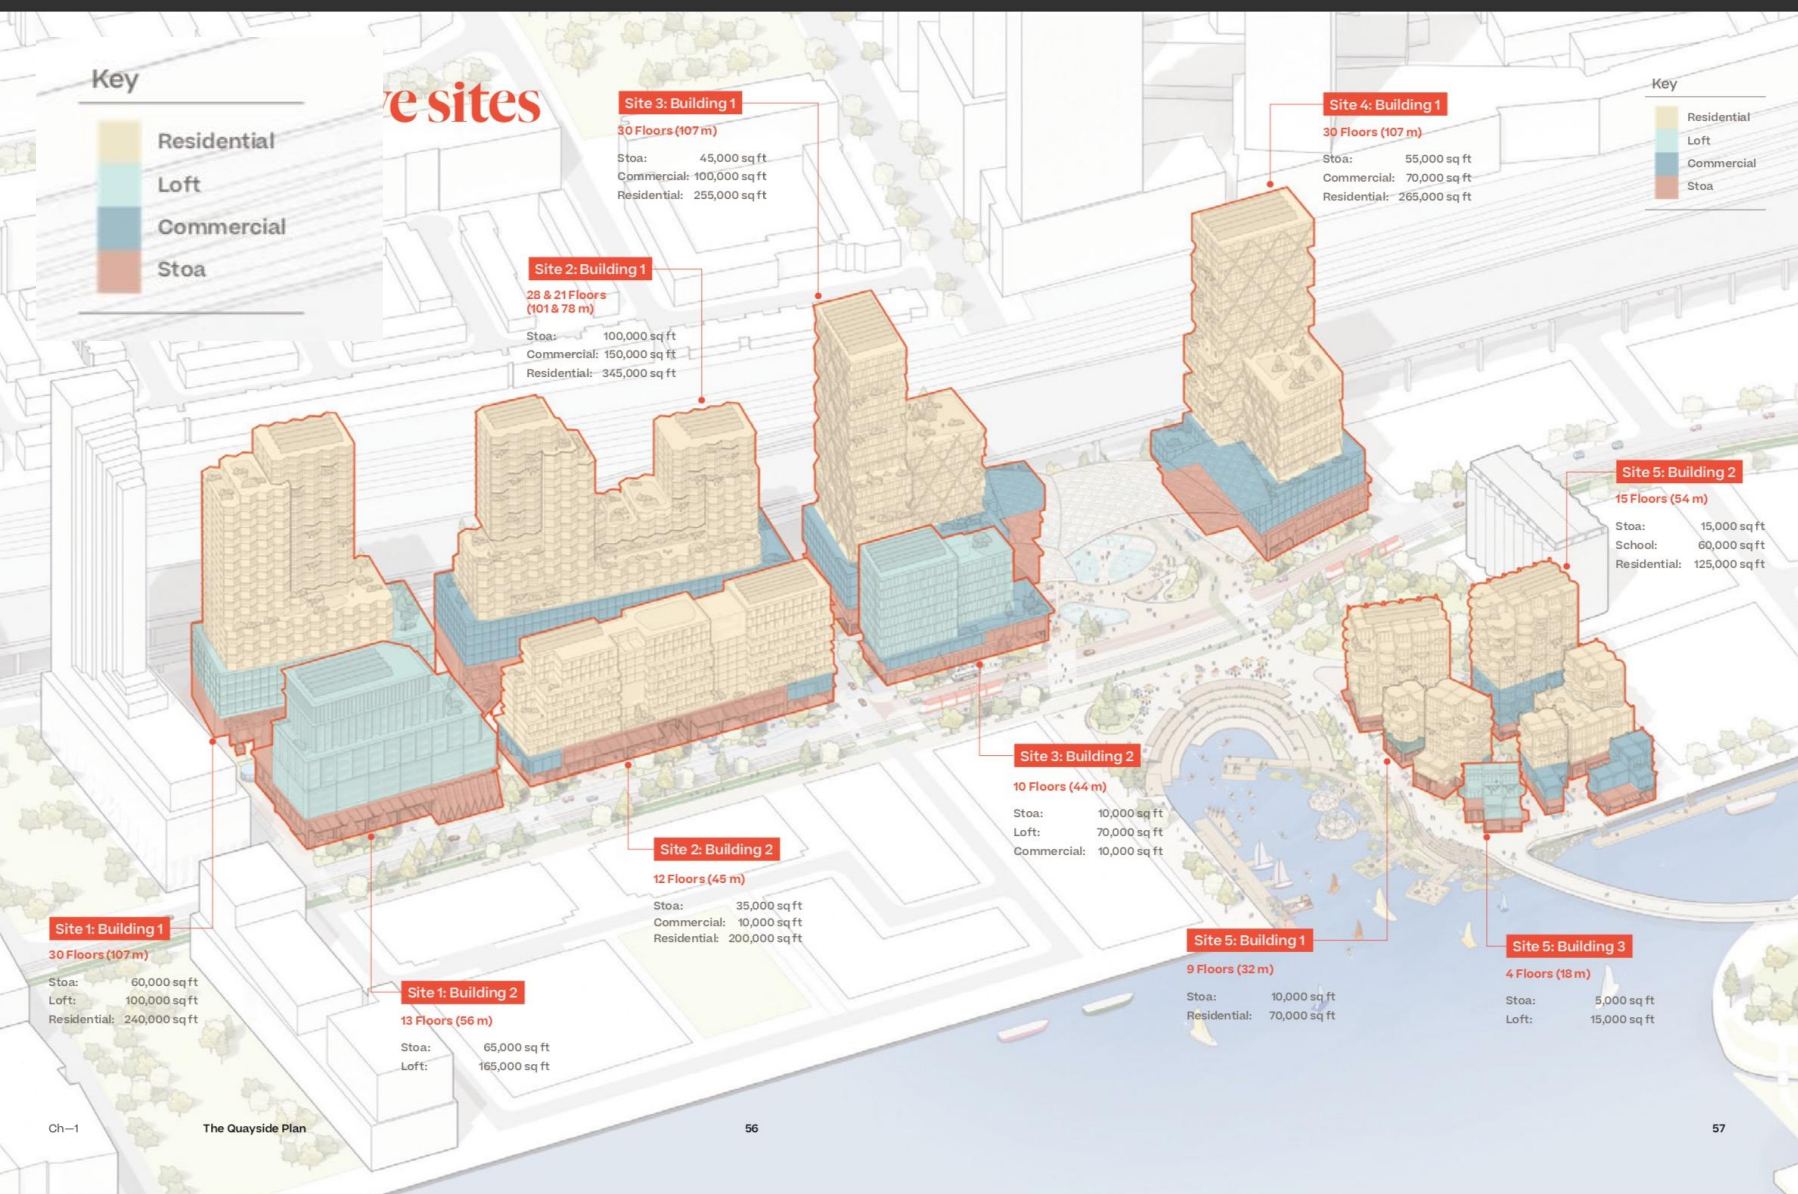 Key
Residential
Loft
Commercial
Stoa
ve sites
Site 3: Building 1
30 Floors (107 m)
Stoa: 45,000 sq ft
Commercial: 100,000 sq ft
Residential: 255,000 sq ft
Site 4: Building 1
30 Floors (107 m)
Stoa: 55,000 sq ft
Commercial: 70,000 sq ft
Residential: 265,000 sq ft
Key
Residential
Loft
Commercial
Stoa
Site 2: Building 1
28 & 21 Floors
(101 & 78 m)
Stoa: 100,000 sq ft
Commercial: 150,000 sq ft
Residential: 345,000 sq ft
Site 5: Building 2
15 Floors (54 m)
Stoa: 15,000 sq ft
School: 60,000 sq ft
Residential: 125,000 sq ft
Site 3: Building 2
10 Floors (44 m)
Stoa: 10,000 sq ft
Loft: 70,000 sq ft
Commercial: 10,000 sq ft
Site 2: Building 2
12 Floors (45 m)
Stoa: 35,000 sq ft
Commercial: 10,000 sq ft
Residential: 200,000 sq ft
Site 1: Building 1
30 Floors (107 m)
Stoa: 60,000 sq ft
Loft: 100,000 sq ft
Residential: 240,000 sq ft
Site 1: Building 2
13 Floors (56 m)
Stoa: 65,000 sq ft
Loft: 165,000 sq ft
Site 5: Building 1
9 Floors (32 m)
Stoa: 10,000 sq ft
Residential: 70,000 sq ft
Site 5: Building 3
4 Floors (18 m)
Stoa: 5,000 sq ft
Loft: 15,000 sq ft
Ch—1
The Quayside Plan
56
57